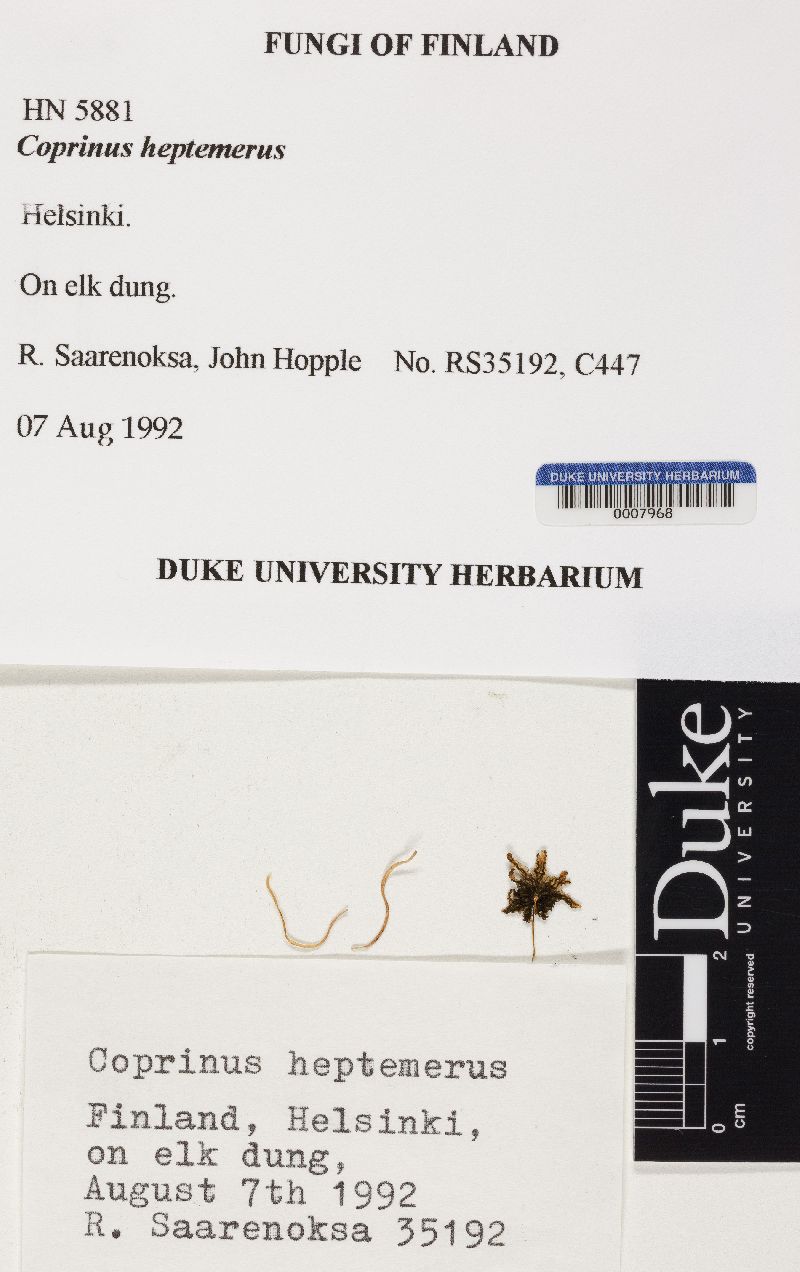 FUNGI OF FINLAND
HN 5881
Coprinus heptemerus
Helsinki.
On elk dung.
R. Saarenoksa, John Hopple No. RS35192, C447
07 Aug 1992
DUKE UNIVERSITY HERBARIUM
0007968
DUKE UNIVERSITY HERBARIUM
Duke
UNIVERSITY
copyright reserved
0 1 2
cm
Coprinus heptemerus
Finland, Helsinki,
on elk dung,
August 7th 1992
R. Saarenoksa 35192